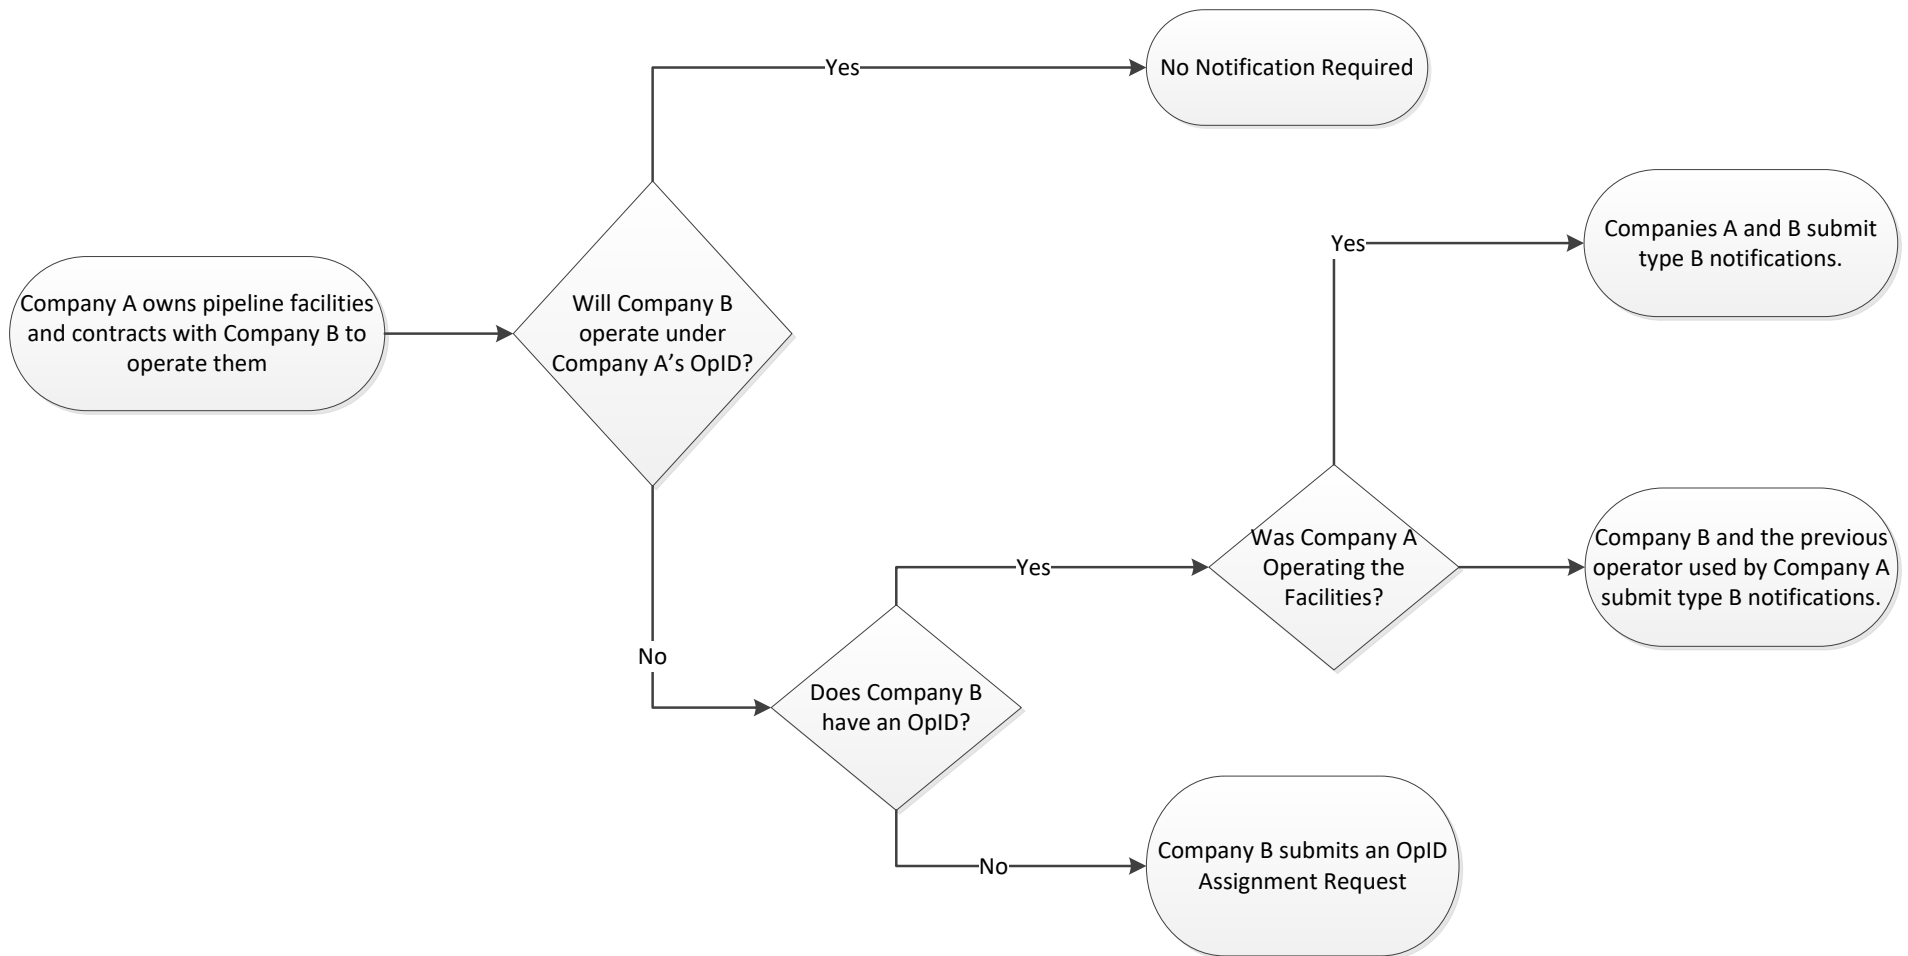 Yes
No Notification Required
Yes
Companies A and B submit
type B notifications.
Company A owns pipeline facilities
and contracts with Company B to
operate them
Will Company B
operate under
Company A’s OpID?
Was Company A
Operating the
Facilities?
Company B and the previous
operator used by Company A
submit type B notifications.
Yes
No
Does Company B
have an OpID?
No
Company B submits an OpID
Assignment Request